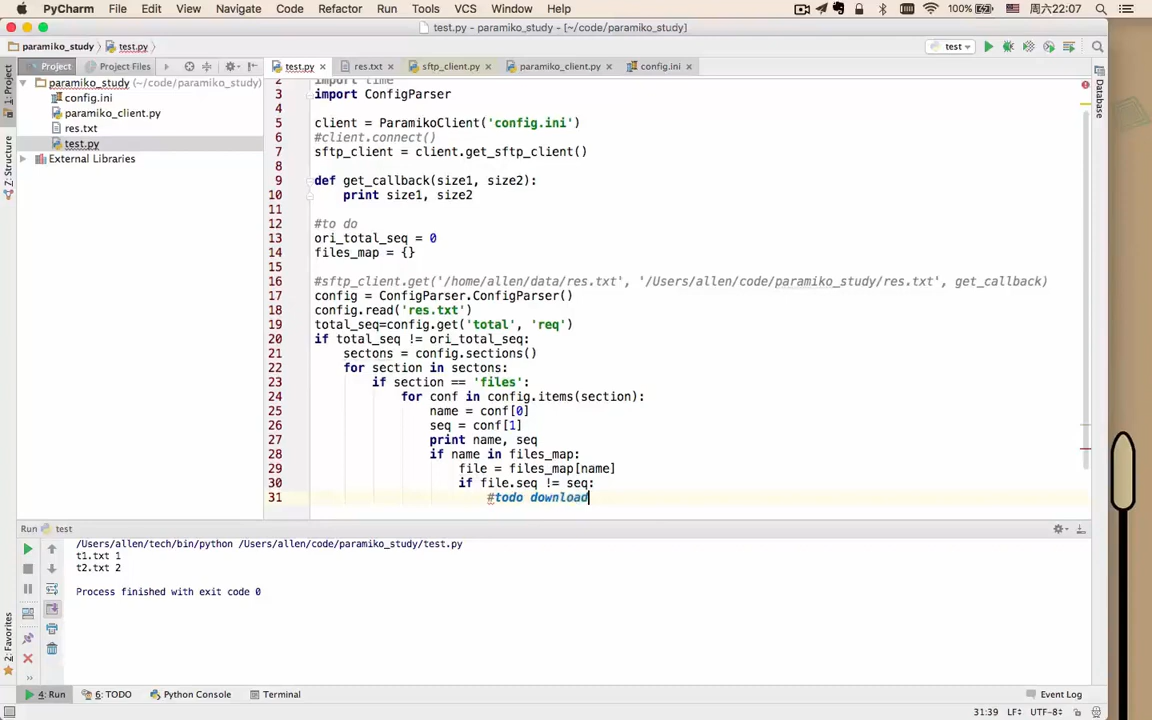 PyCharm File Edit View Navigate Code Refactor Run Tools VCS Window Help 100% 周六22:07
test.py - paramiko_study - [~/code/paramiko_study]
paramiko_study test.py test
Project Project Files test.py res.txt sftp_client.py paramiko_client.py config.ini
1: Project
Z: Structure
2: Favorites
Database
paramiko_study (~/code/paramiko_study)
config.ini
paramiko_client.py
res.txt
test.py
External Libraries
2 import time
3 import ConfigParser
4
5 client = ParamikoClient('config.ini')
6 #client.connect()
7 sftp_client = client.get_sftp_client()
8
9 def get_callback(size1, size2):
10 print size1, size2
11
12 #to do
13 ori_total_seq = 0
14 files_map = {}
15
16 #sftp_client.get('/home/allen/data/res.txt', '/Users/allen/code/paramiko_study/res.txt', get_callback)
17 config = ConfigParser.ConfigParser()
18 config.read('res.txt')
19 total_seq=config.get('total', 'req')
20 if total_seq != ori_total_seq:
21 sectons = config.sections()
22 for section in sectons:
23 if section == 'files':
24 for conf in config.items(section):
25 name = conf[0]
26 seq = conf[1]
27 print name, seq
28 if name in files_map:
29 file = files_map[name]
30 if file.seq != seq:
31 #todo download
Run test
/Users/allen/tech/bin/python /Users/allen/code/paramiko_study/test.py
t1.txt 1
t2.txt 2
Process finished with exit code 0
4: Run 6: TODO Python Console Terminal Event Log
31:39 LF÷ UTF-8÷